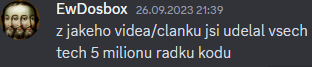 EwDosbox 26.09.2023 21:39
z jakeho videa/clanku jsi udelal vsech
tech 5 milionu radku kodu